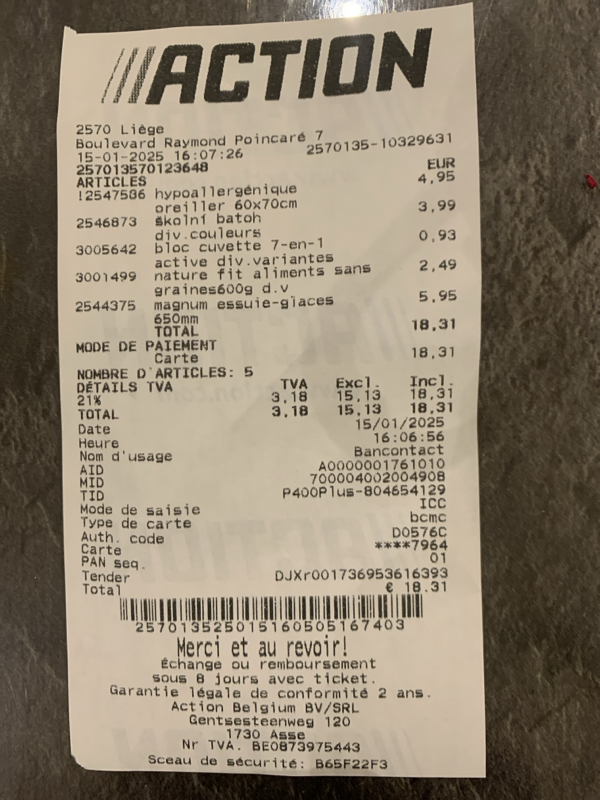 ACTION
2570 Liège
Boulevard Raymond Poincaré 7
15-01-2025 16:07:26 2570135-10329631
257013570123648
ARTICLES EUR
12547586 hypoallergénique 4,95
oreiller 60x70cm
2546873 školní batoh 3,99
div.couleurs
3005642 bloc cuvette 7-en-1 0,93
active div.variantes
3001499 nature fit aliments sans 2,49
graines600g d.v
2544375 magnum essuie-glaces 5,95
650mm
TOTAL 18,31
MODE DE PAIEMENT
Carte 18,31
NOMBRE D'ARTICLES: 5
DÉTAILS TVA TVA Excl. Incl.
21% 3,18 15,13 18,31
TOTAL 3,18 15,13 18,31
Date 15/01/2025
Heure 16:06:56
Nom d'usage Bancontact
AID A0000001761010
MID 700004002004908
TID P400Plus-804654129
Mode de saisie ICC
Type de carte bcmc
Auth. code D0576C
Carte ****7964
PAN seq. 01
Tender DJXr001736953616393
Total € 18.31
2570135250151605051674​03
Merci et au revoir!
Échange ou remboursement
sous 8 jours avec ticket.
Garantie légale de conformité 2 ans.
Action Belgium BV/SRL
Gentsesteenweg 120
1730 Asse
Nr TVA. BE0873975443
Sceau de sécurité: B65F22F3